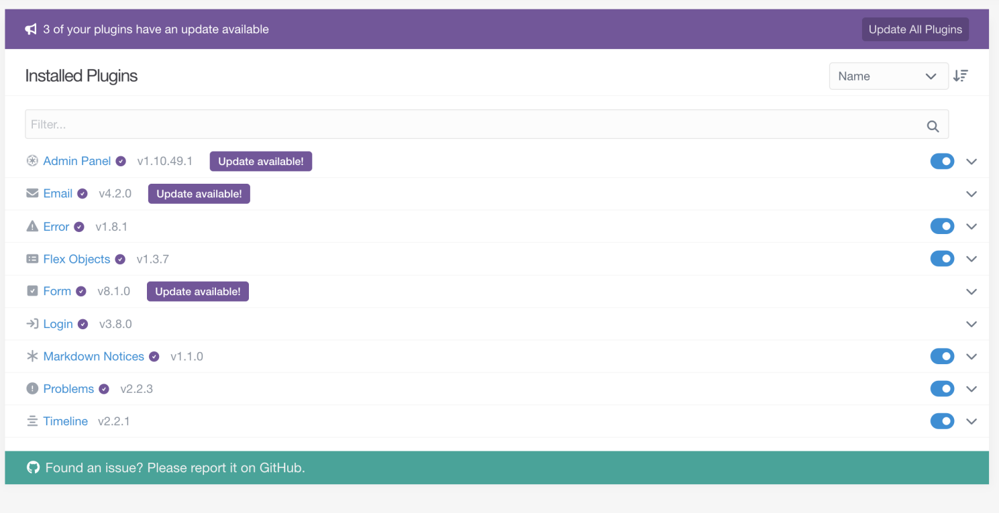 3 of your plugins have an update available Update All Plugins
Installed Plugins Name
Filter...
Admin Panel v1.10.49.1 Update available!
Email v4.2.0 Update available!
Error v1.8.1
Flex Objects v1.3.7
Form v8.1.0 Update available!
Login v3.8.0
Markdown Notices v1.1.0
Problems v2.2.3
Timeline v2.2.1
Found an issue? Please report it on GitHub.